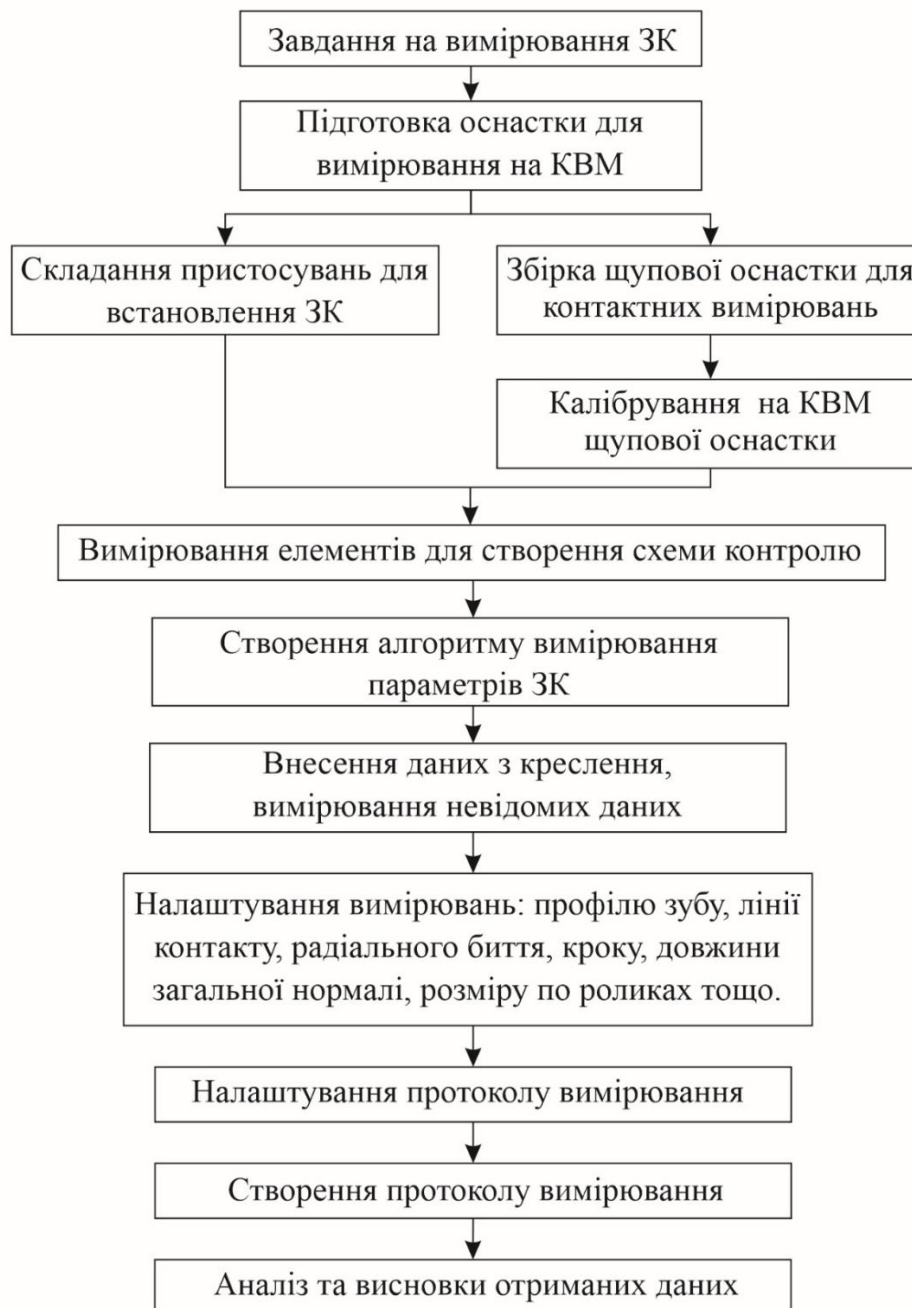 Завдання на вимірювання ЗК
Підготовка оснастки для
вимірювання на КВМ
Складання пристосувань для
встановлення ЗК
Збірка щупової оснастки для
контактних вимірювань
Калібрування на КВМ
щупової оснастки
Вимірювання елементів для створення схеми контролю
Створення алгоритму вимірювання
параметрів ЗК
Внесення даних з креслення,
вимірювання невідомих даних
Налаштування вимірювань: профілю зубу, лінії
контакту, радіального биття, кроку, довжини
загальної нормалі, розміру по роликах тощо.
Налаштування протоколу вимірювання
Створення протоколу вимірювання
Аналіз та висновки отриманих даних